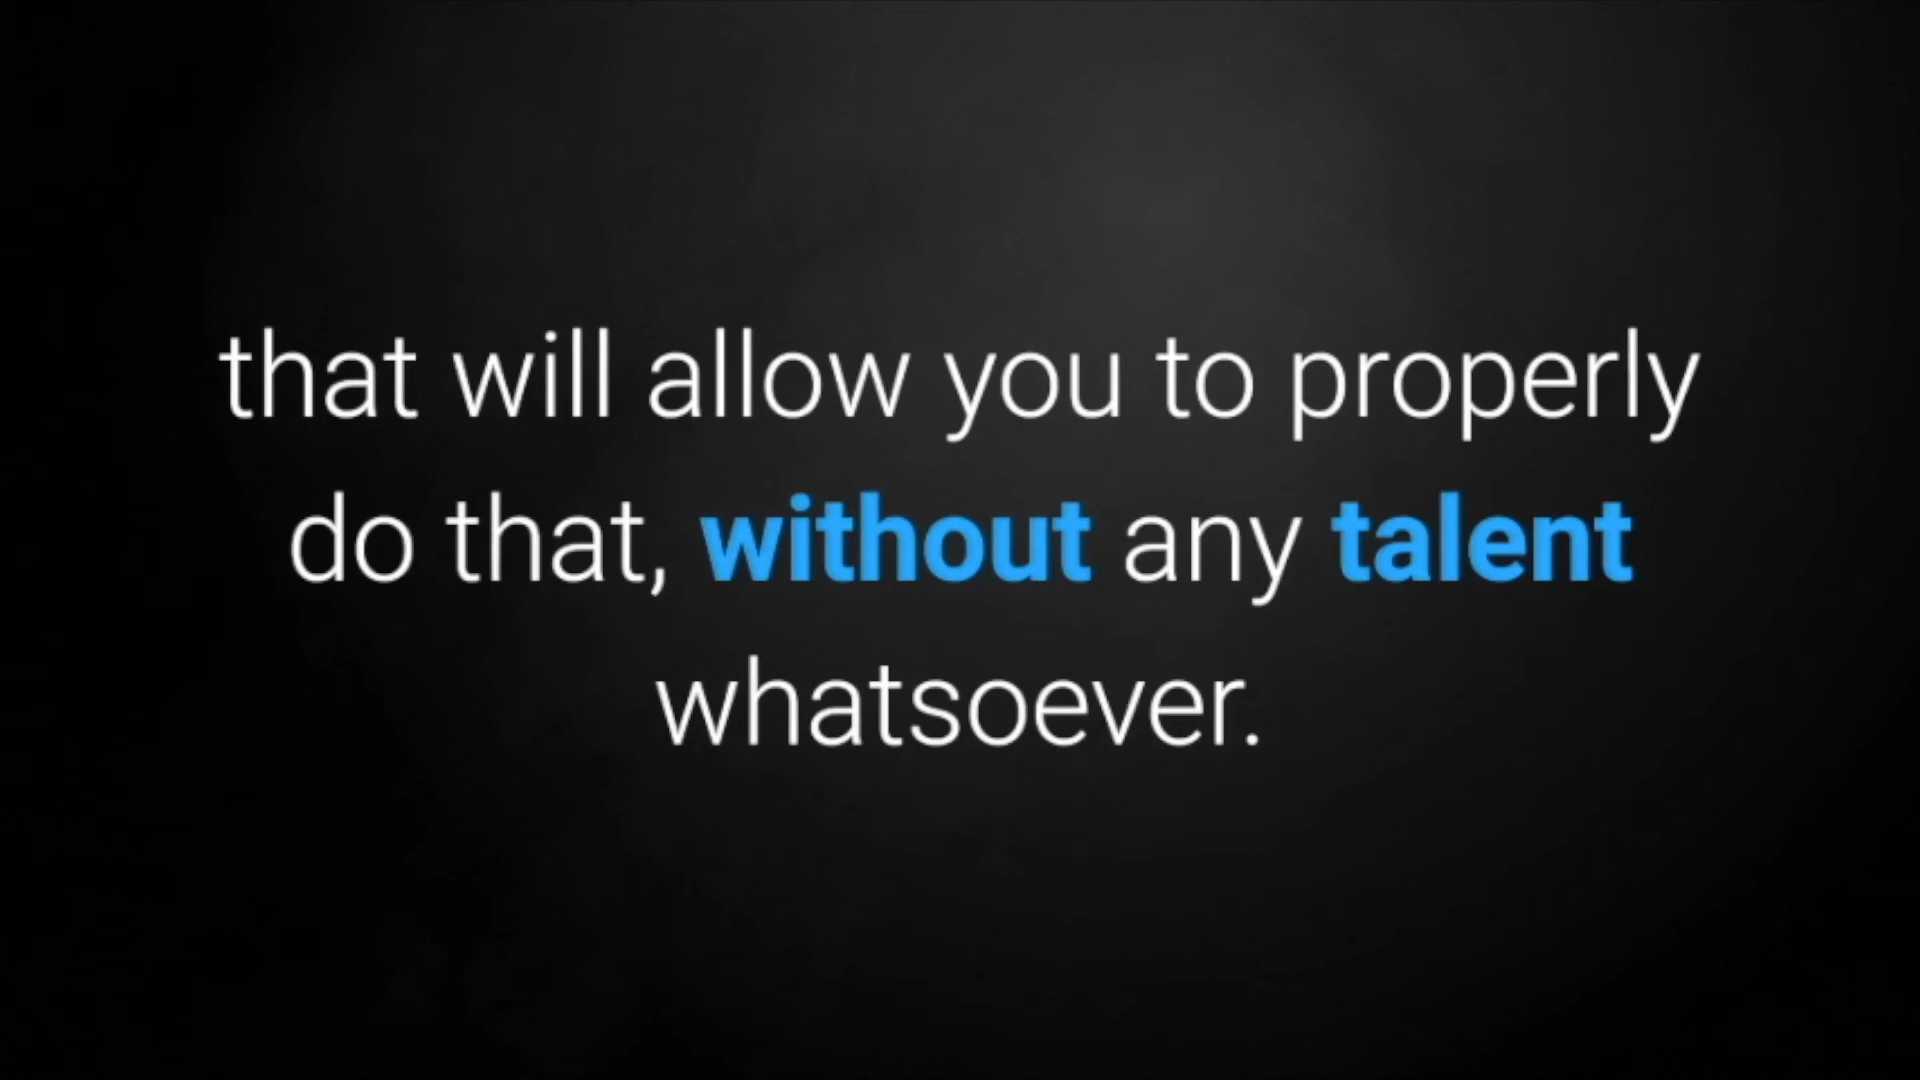 that will allow you to properly
do that, without any talent
whatsoever.